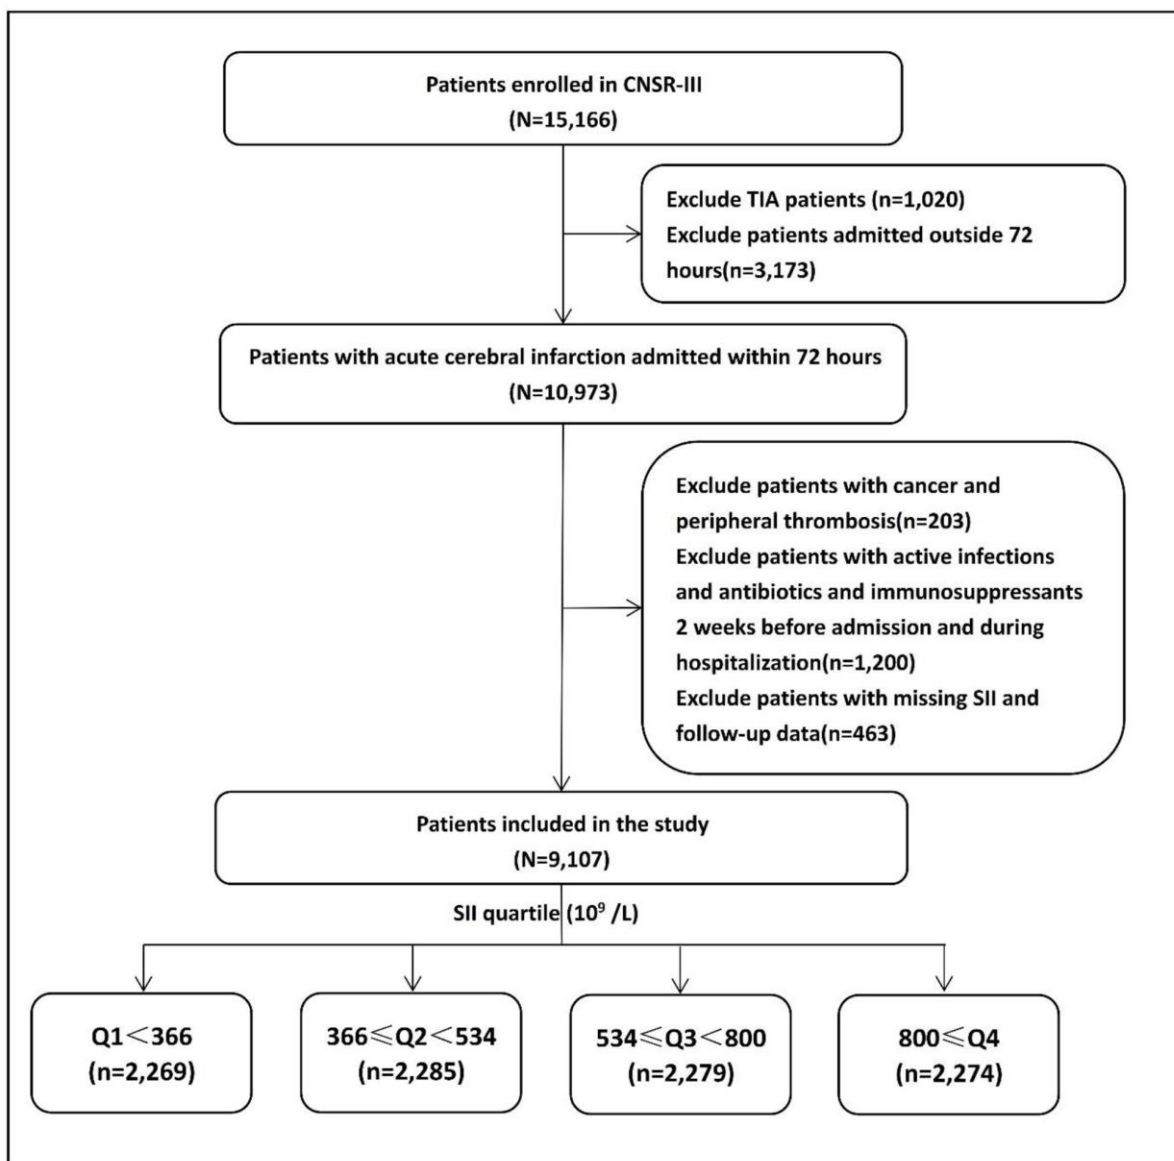 Patients enrolled in CNSR-III
(N=15,166)
Exclude TIA patients (n=1,020)
Exclude patients admitted outside 72
hours(n=3,173)
Patients with acute cerebral infarction admitted within 72 hours
(N=10,973)
Exclude patients with cancer and
peripheral thrombosis(n=203)
Exclude patients with active infections
and antibiotics and immunosuppressants
2 weeks before admission and during
hospitalization(n=1,200)
Exclude patients with missing SII and
follow-up data(n=463)
Patients included in the study
(N=9,107)
SII quartile (10⁹ /L)
Q1＜366
(n=2,269)
366≤Q2＜534
(n=2,285)
534≤Q3＜800
(n=2,279)
800≤Q4
(n=2,274)